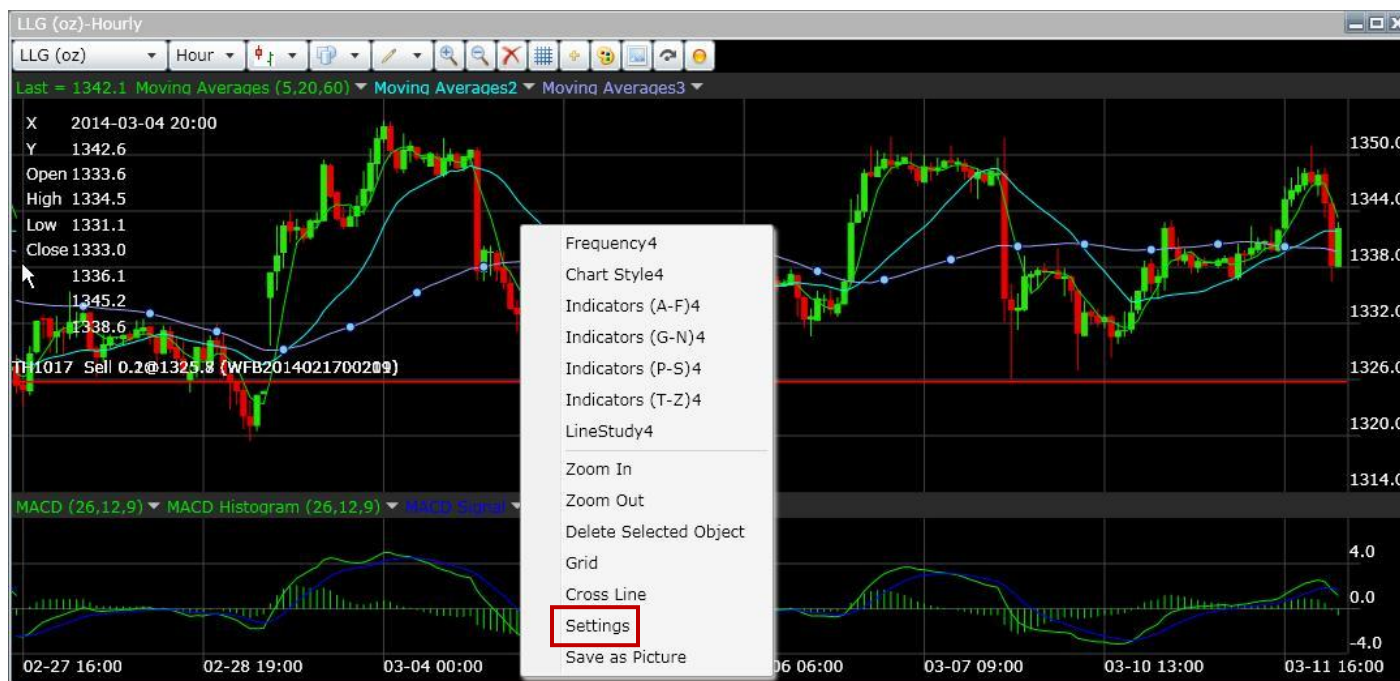 LLG (oz)-Hourly
LLG (oz) Hour
Last = 1342.1 Moving Averages (5,20,60) Moving Averages2 Moving Averages3
X 2014-03-04 20:00
Y 1342.6
Open 1333.6
High 1334.5
Low 1331.1
Close 1333.0
1336.1
1345.2
1338.6
TH1017 Sell
1350.0
1344.0
1338.0
1332.0
1326.0
1320.0
1314.0
Frequency4
Chart Style4
Indicators (A-F)4
Indicators (G-N)4
Indicators (P-S)4
Indicators (T-Z)4
LineStudy4
Zoom In
Zoom Out
Delete Selected Object
Grid
Cross Line
Settings
Save as Picture
MACD (26,12,9) MACD Histogram (26,12,9) MACD Signal
4.0
0.0
-4.0
02-27 16:00 02-28 19:00 03-04 00:00 06:00 03-07 09:00 03-10 13:00 03-11 16:00